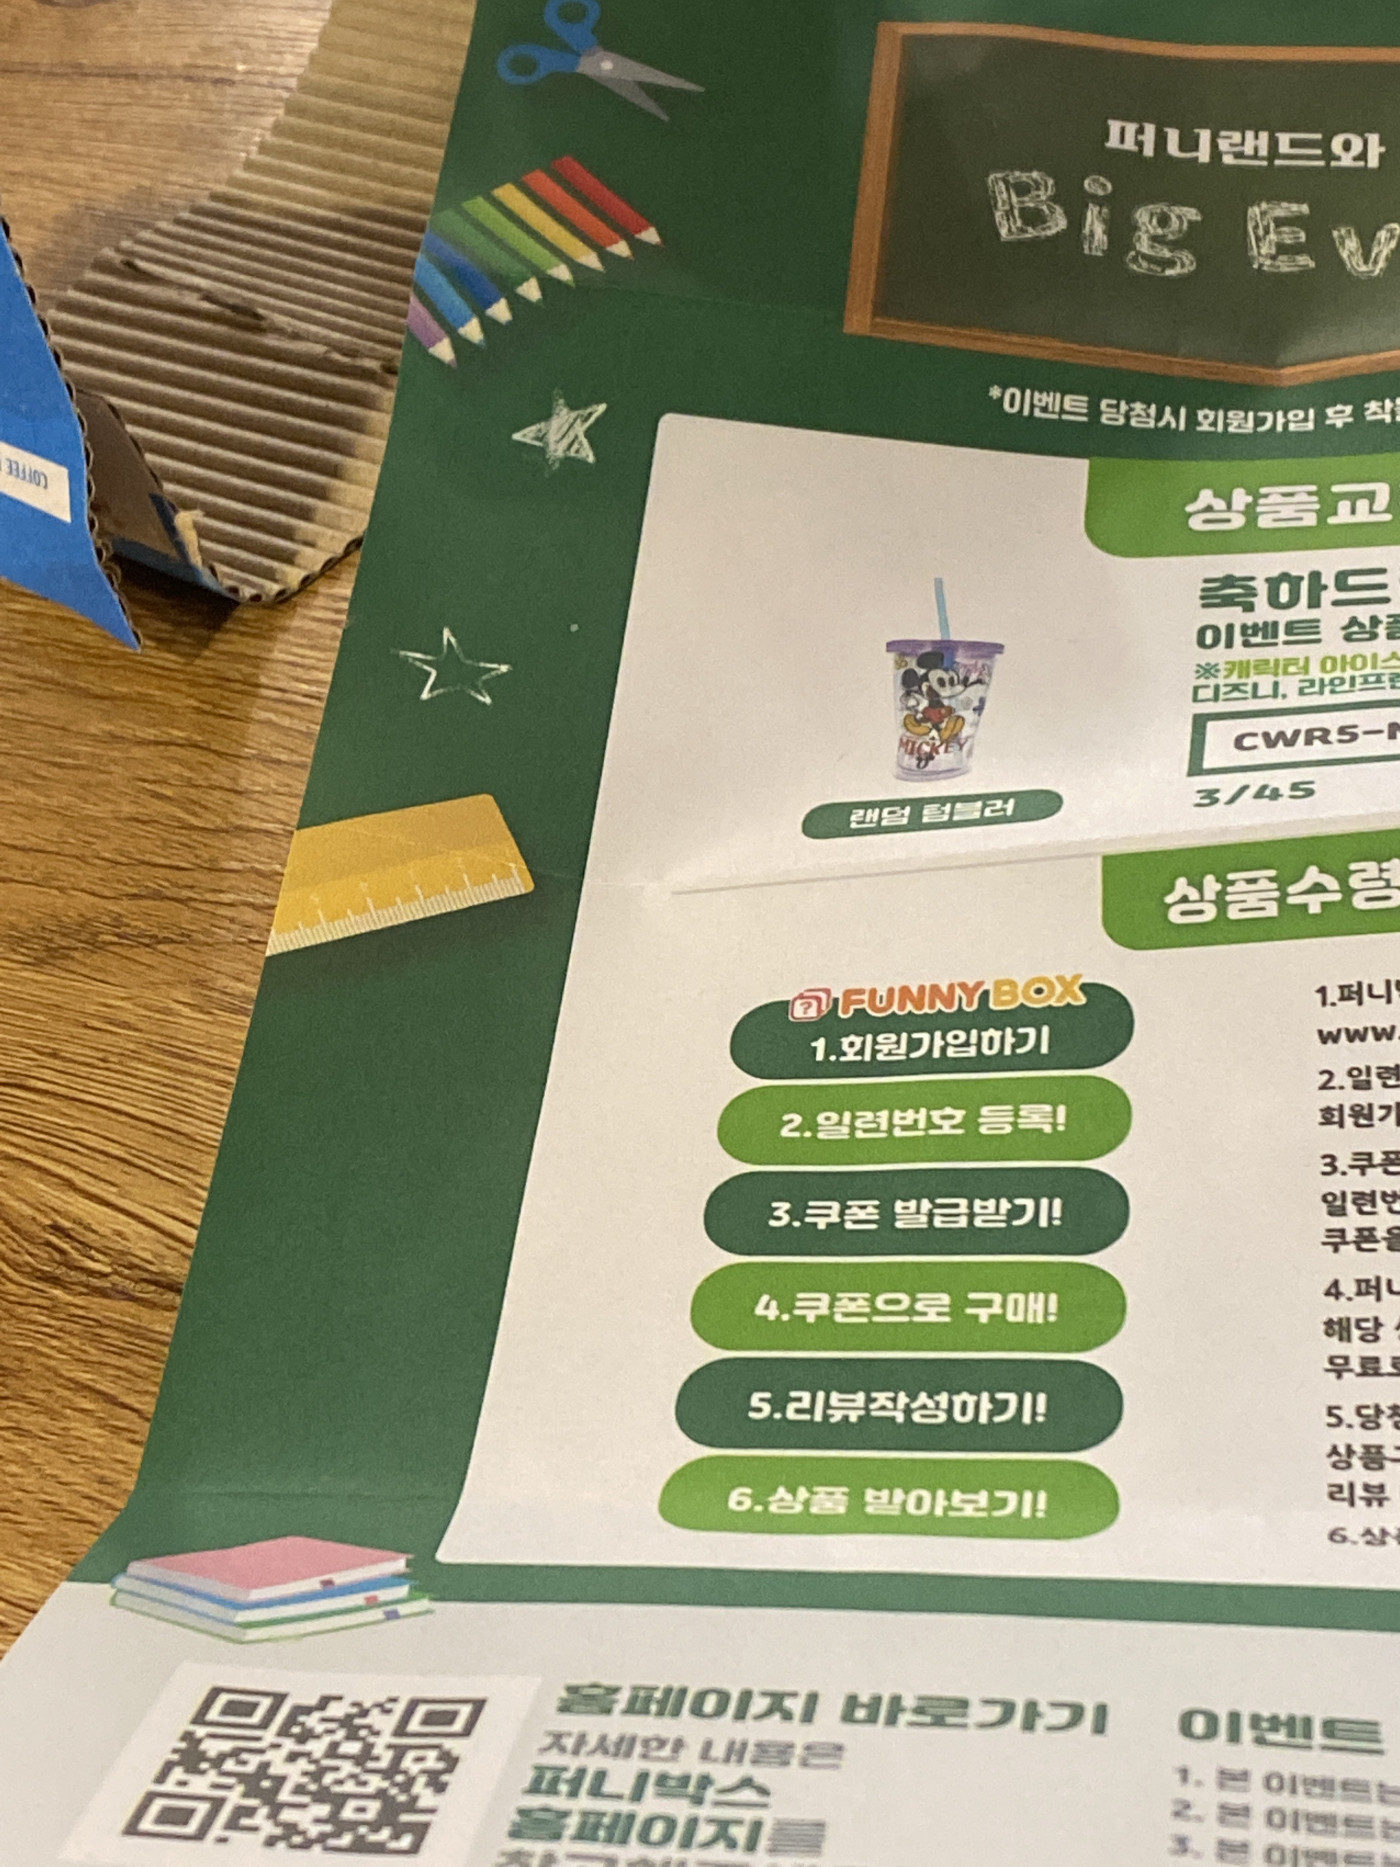 퍼니랜드와
Big Ev
*이벤트 당첨시 회원가입 후 착
상품교
축하드
이벤트 상품
※캐릭터 아이스
디즈니, 라인프렌
CWR5-N
3/45
MICKEY
랜덤 텀블러
상품수령
FUNNY BOX
1.회원가입하기
2.일련번호 등록!
3.쿠폰 발급받기!
4.쿠폰으로 구매!
5.리뷰작성하기!
6.상품 받아보기!
1.퍼니
www.
2.일련
회원가
3.쿠폰
일련번
쿠폰을
4.퍼니
해당
무료로
5.당첨
상품
리뷰
6.상품
홈페이지 바로가기
자세한 내용은
퍼니박스
홈페이지를
이벤트
1. 본 이벤트는
2. 본 이벤트는
3. 본 이벤트
COFFEE